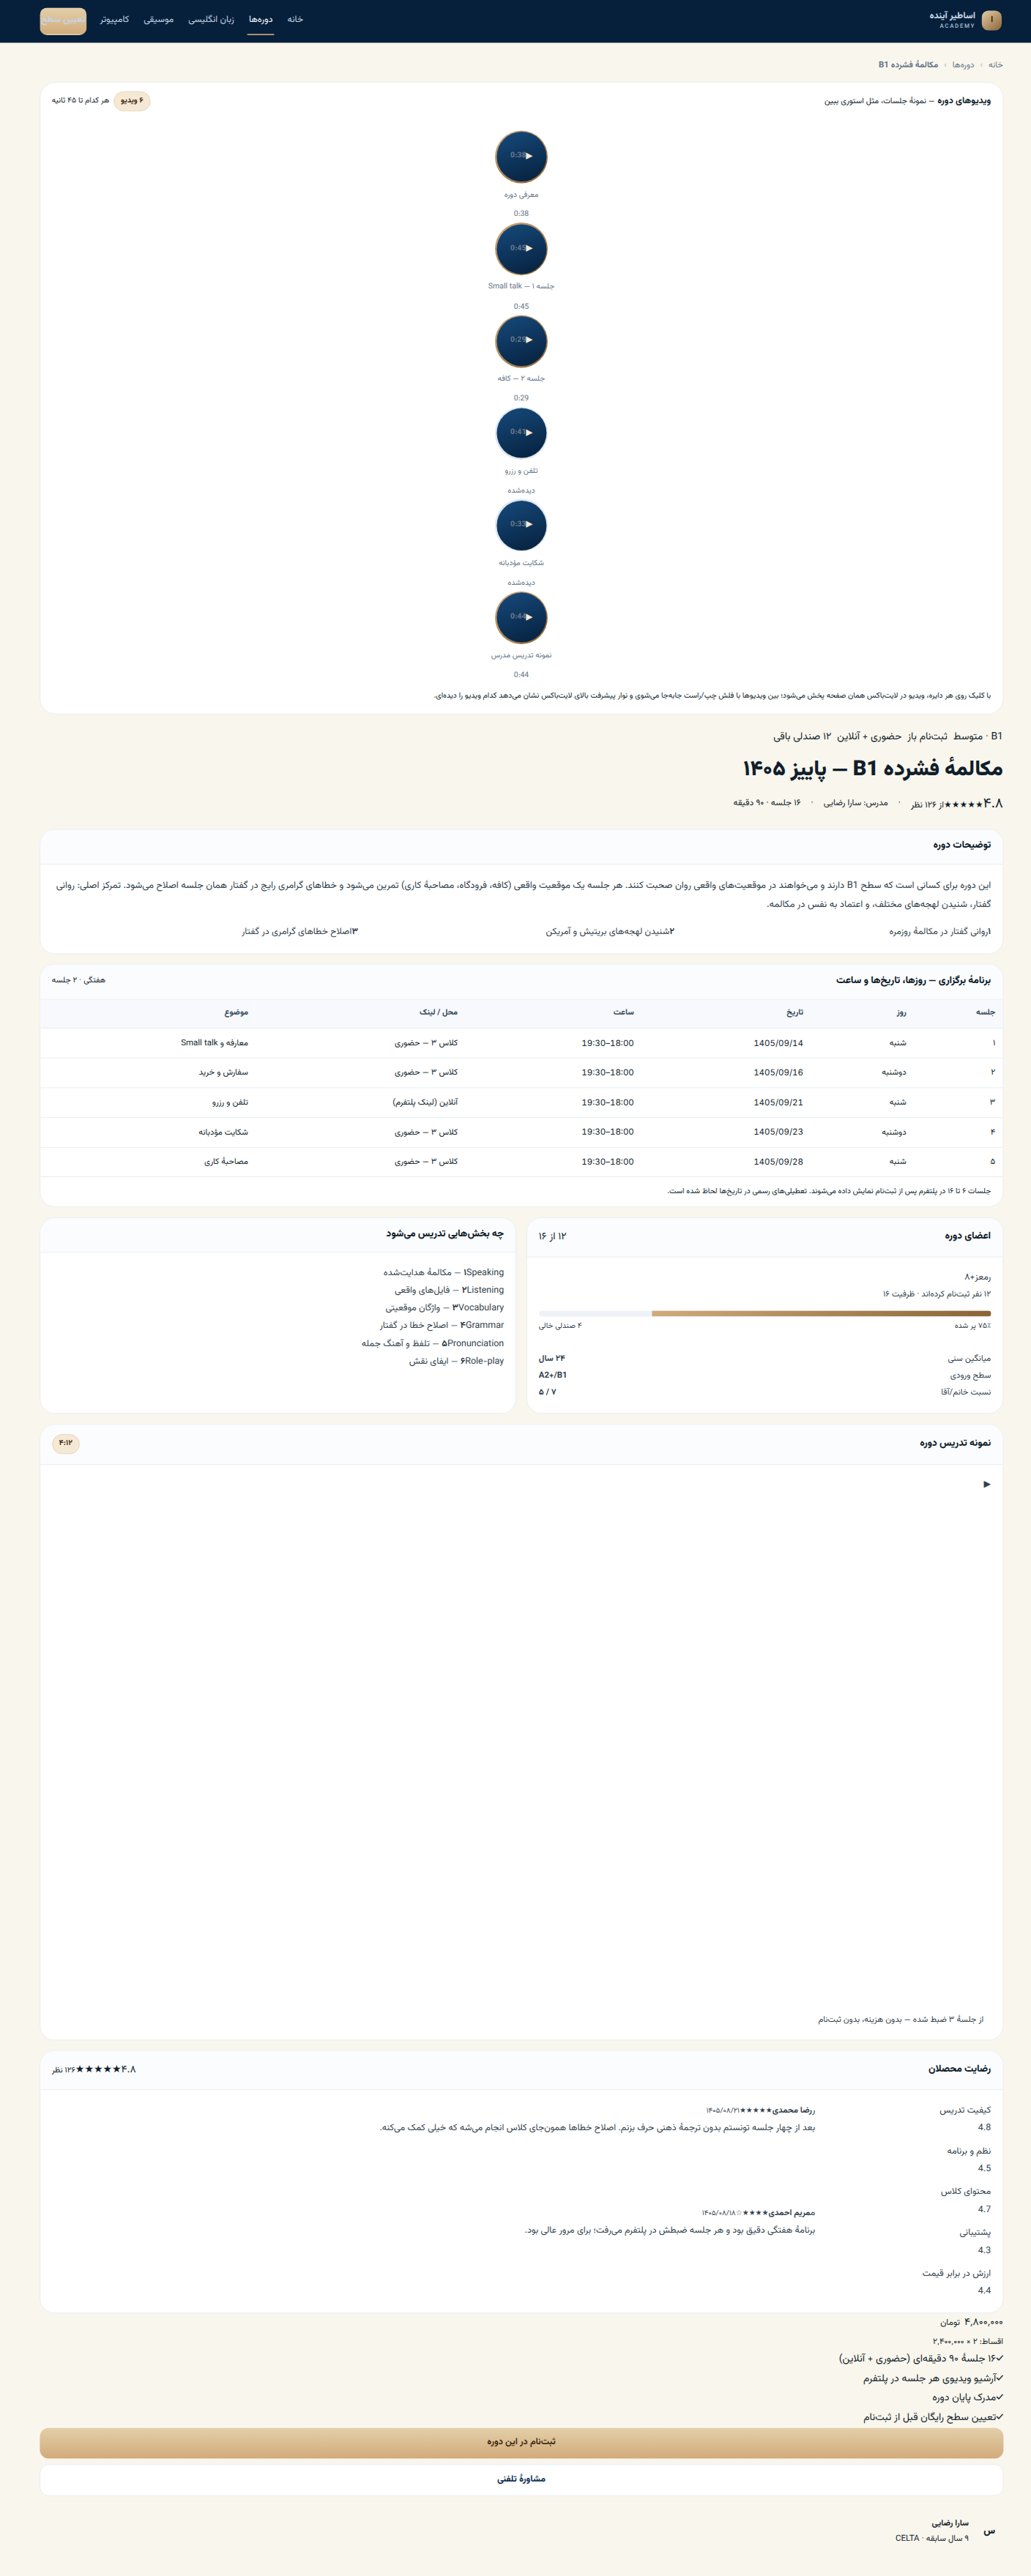 ا
اساطیر آینده
ACADEMY
خانه
دوره‌ها
زبان انگلیسی
موسیقی
کامپیوتر
تعیین سطح
خانه › دوره‌ها › مکالمهٔ فشرده B1
ویدیوهای دوره — نمونهٔ جلسات، مثل استوری ببین
۶ ویدیو
هر کدام تا ۴۵ ثانیه
▶0:38
معرفی دوره
0:38
▶0:45
جلسه ۱ — Small talk
0:45
▶0:29
جلسه ۲ — کافه
0:29
▶0:41
تلفن و رزرو
دیده‌شده
▶0:33
شکایت مؤدبانه
دیده‌شده
▶0:44
نمونه تدریس مدرس
0:44
با کلیک روی هر دایره، ویدیو در لایت‌باکس همان صفحه پخش می‌شود؛ بین ویدیوها با فلش چپ/راست جابه‌جا می‌شوی و نوار پیشرفت بالای لایت‌باکس نشان می‌دهد کدام ویدیو را دیده‌ای.
B1 · متوسط ثبت‌نام باز حضوری + آنلاین ۱۲ صندلی باقی
مکالمهٔ فشرده B1 — پاییز ۱۴۰۵
۴.۸★★★★★از ۱۲۶ نظر · مدرس: سارا رضایی · ۱۶ جلسه · ۹۰ دقیقه
توضیحات دوره
این دوره برای کسانی است که سطح B1 دارند و می‌خواهند در موقعیت‌های واقعی روان صحبت کنند. هر جلسه یک موقعیت واقعی (کافه، فرودگاه، مصاحبهٔ کاری) تمرین می‌شود و خطاهای گرامری رایج در گفتار همان جلسه اصلاح می‌شود. تمرکز اصلی: روانی
گفتار، شنیدن لهجه‌های مختلف، و اعتماد به نفس در مکالمه.
۱روانی گفتار در مکالمهٔ روزمره
۲شنیدن لهجه‌های بریتیش و آمریکن
۳اصلاح خطاهای گرامری در گفتار
برنامهٔ برگزاری — روزها، تاریخ‌ها و ساعت
هفتگی · ۲ جلسه
جلسه روز تاریخ ساعت محل / لینک موضوع
۱ شنبه 1405/09/14 18:00–19:30 کلاس ۳ — حضوری معارفه و Small talk
۲ دوشنبه 1405/09/16 18:00–19:30 کلاس ۳ — حضوری سفارش و خرید
۳ شنبه 1405/09/21 18:00–19:30 آنلاین (لینک پلتفرم) تلفن و رزرو
۴ دوشنبه 1405/09/23 18:00–19:30 کلاس ۳ — حضوری شکایت مؤدبانه
۵ شنبه 1405/09/28 18:00–19:30 کلاس ۳ — حضوری مصاحبهٔ کاری
جلسات ۶ تا ۱۶ در پلتفرم پس از ثبت‌نام نمایش داده می‌شوند. تعطیلی‌های رسمی در تاریخ‌ها لحاظ شده است.
اعضای دوره
۱۲ از ۱۶
رمعز+۸
۱۲ نفر ثبت‌نام کرده‌اند · ظرفیت ۱۶
۷۵٪ پر شده
۴ صندلی خالی
میانگین سنی ۲۴ سال
سطح ورودی A2+/B1
نسبت خانم/آقا ۷ / ۵
چه بخش‌هایی تدریس می‌شود
۱Speaking — مکالمهٔ هدایت‌شده
۲Listening — فایل‌های واقعی
۳Vocabulary — واژگان موقعیتی
۴Grammar — اصلاح خطا در گفتار
۵Pronunciation — تلفظ و آهنگ جمله
۶Role-play — ایفای نقش
نمونه تدریس دوره
۴:۱۲
▶
از جلسهٔ ۳ ضبط شده — بدون هزینه، بدون ثبت‌نام
رضایت محصلان
۴.۸★★★★★۱۲۶ نظر
کیفیت تدریس
4.8
نظم و برنامه
4.5
محتوای کلاس
4.7
پشتیبانی
4.3
ارزش در برابر قیمت
4.4
ررضا محمدی★★★★★۱۴۰۵/۰۸/۲۱
بعد از چهار جلسه تونستم بدون ترجمهٔ ذهنی حرف بزنم. اصلاح خطاها همون‌جای کلاس انجام می‌شه که خیلی کمک می‌کنه.
ممریم احمدی★★★★☆۱۴۰۵/۰۸/۱۸
برنامهٔ هفتگی دقیق بود و هر جلسه ضبطش در پلتفرم می‌رفت؛ برای مرور عالی بود.
۴,۸۰۰,۰۰۰ تومان
اقساط: ۲ × ۲,۴۰۰,۰۰۰
✓۱۶ جلسهٔ ۹۰ دقیقه‌ای (حضوری + آنلاین)
✓آرشیو ویدیوی هر جلسه در پلتفرم
✓مدرک پایان دوره
✓تعیین سطح رایگان قبل از ثبت‌نام
ثبت‌نام در این دوره
مشاورهٔ تلفنی
س
سارا رضایی
۹ سال سابقه · CELTA